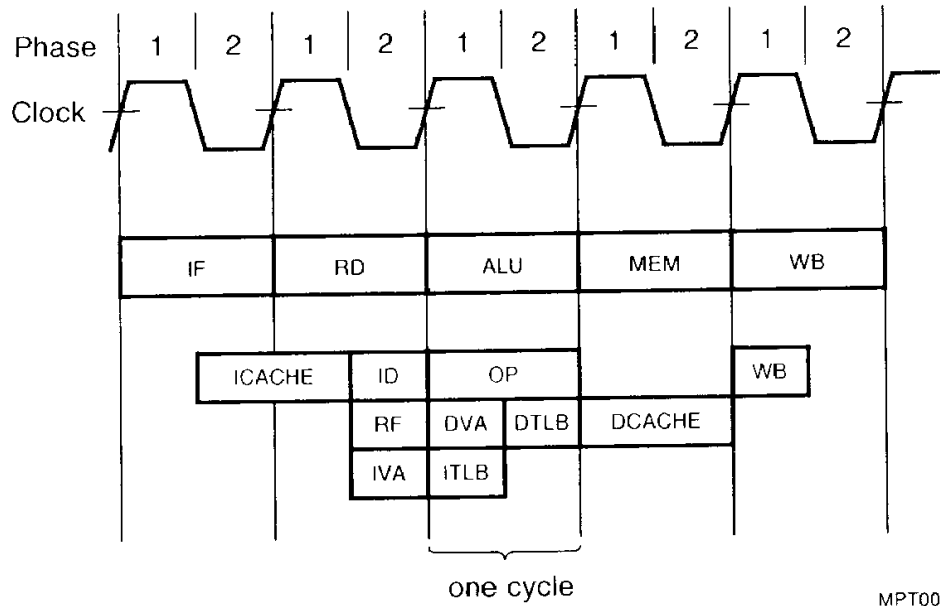 Phase 1 2 1 2 1 2 1 2 1 2
Clock
IF RD ALU MEM WB
ICACHE ID OP WB
RF DVA DTLB DCACHE
IVA ITLB
one cycle
MPT00